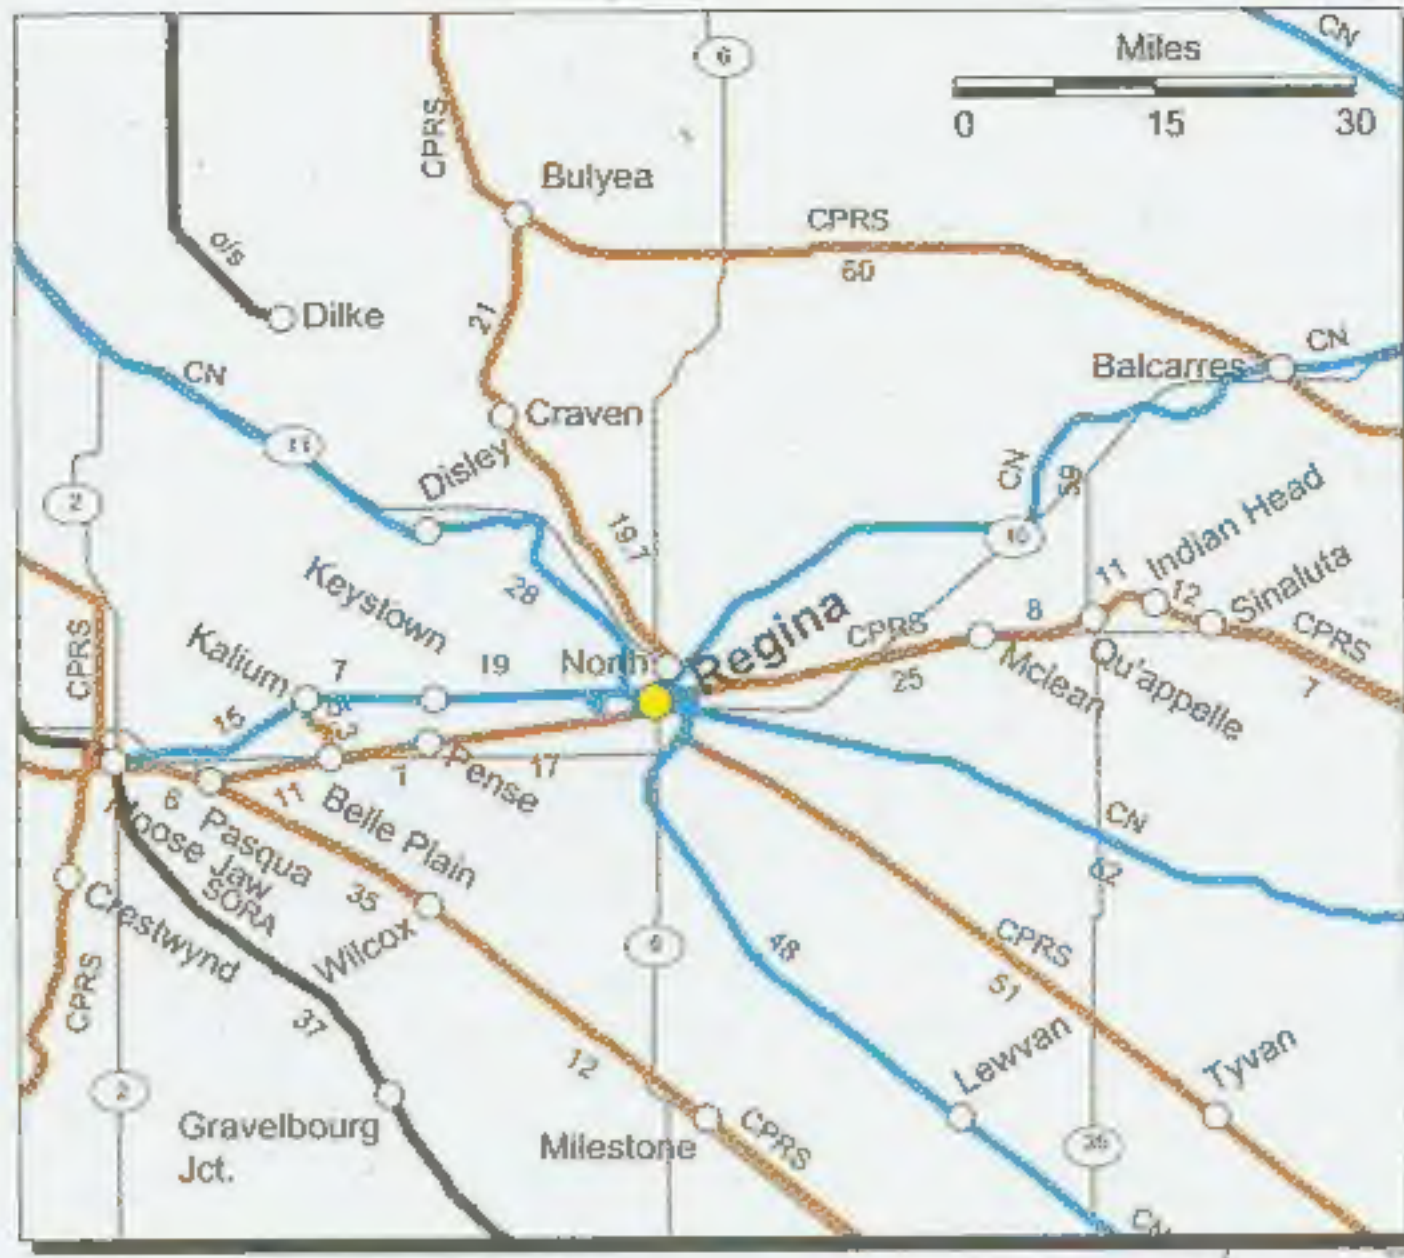 CN
6
Miles
0 15 30
CPRS
Bulyea
CPRS
60
o/s
Dilke
21
CN
Balcarres
CN
11
Craven
Disley
CN
39
2
19.7
10
Indian Head
11
12
Sinaluta
Keystown
28
Regina
CPRS
8
CPRS
Kalium
7
19
North
CPRS
25
Mclean
Qu'appelle
7
15
Pense
17
1
6
11
Belle Plain
Moose Jaw
SORA
Pasqua
35
CN
62
Crestwynd
Wilcox
6
48
CPRS
51
CPRS
37
12
Lewvan
Tyvan
2
Gravelbourg
Jct.
Milestone
CPRS
35
CN